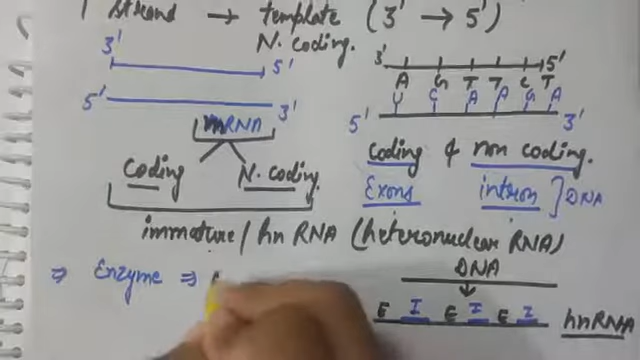 1 strand → template (3' → 5')
N. coding.
3' 5'
5' 3'
mRNA
Coding N. Coding.
immature / hn RNA (heteronuclear RNA)
⇒ Enzyme ⇒
3' 5'
A G T T C T
U C A A G A
5' 3'
coding & non coding.
Exons intron ] DNA
DNA
↓
E I E I E I hnRNA